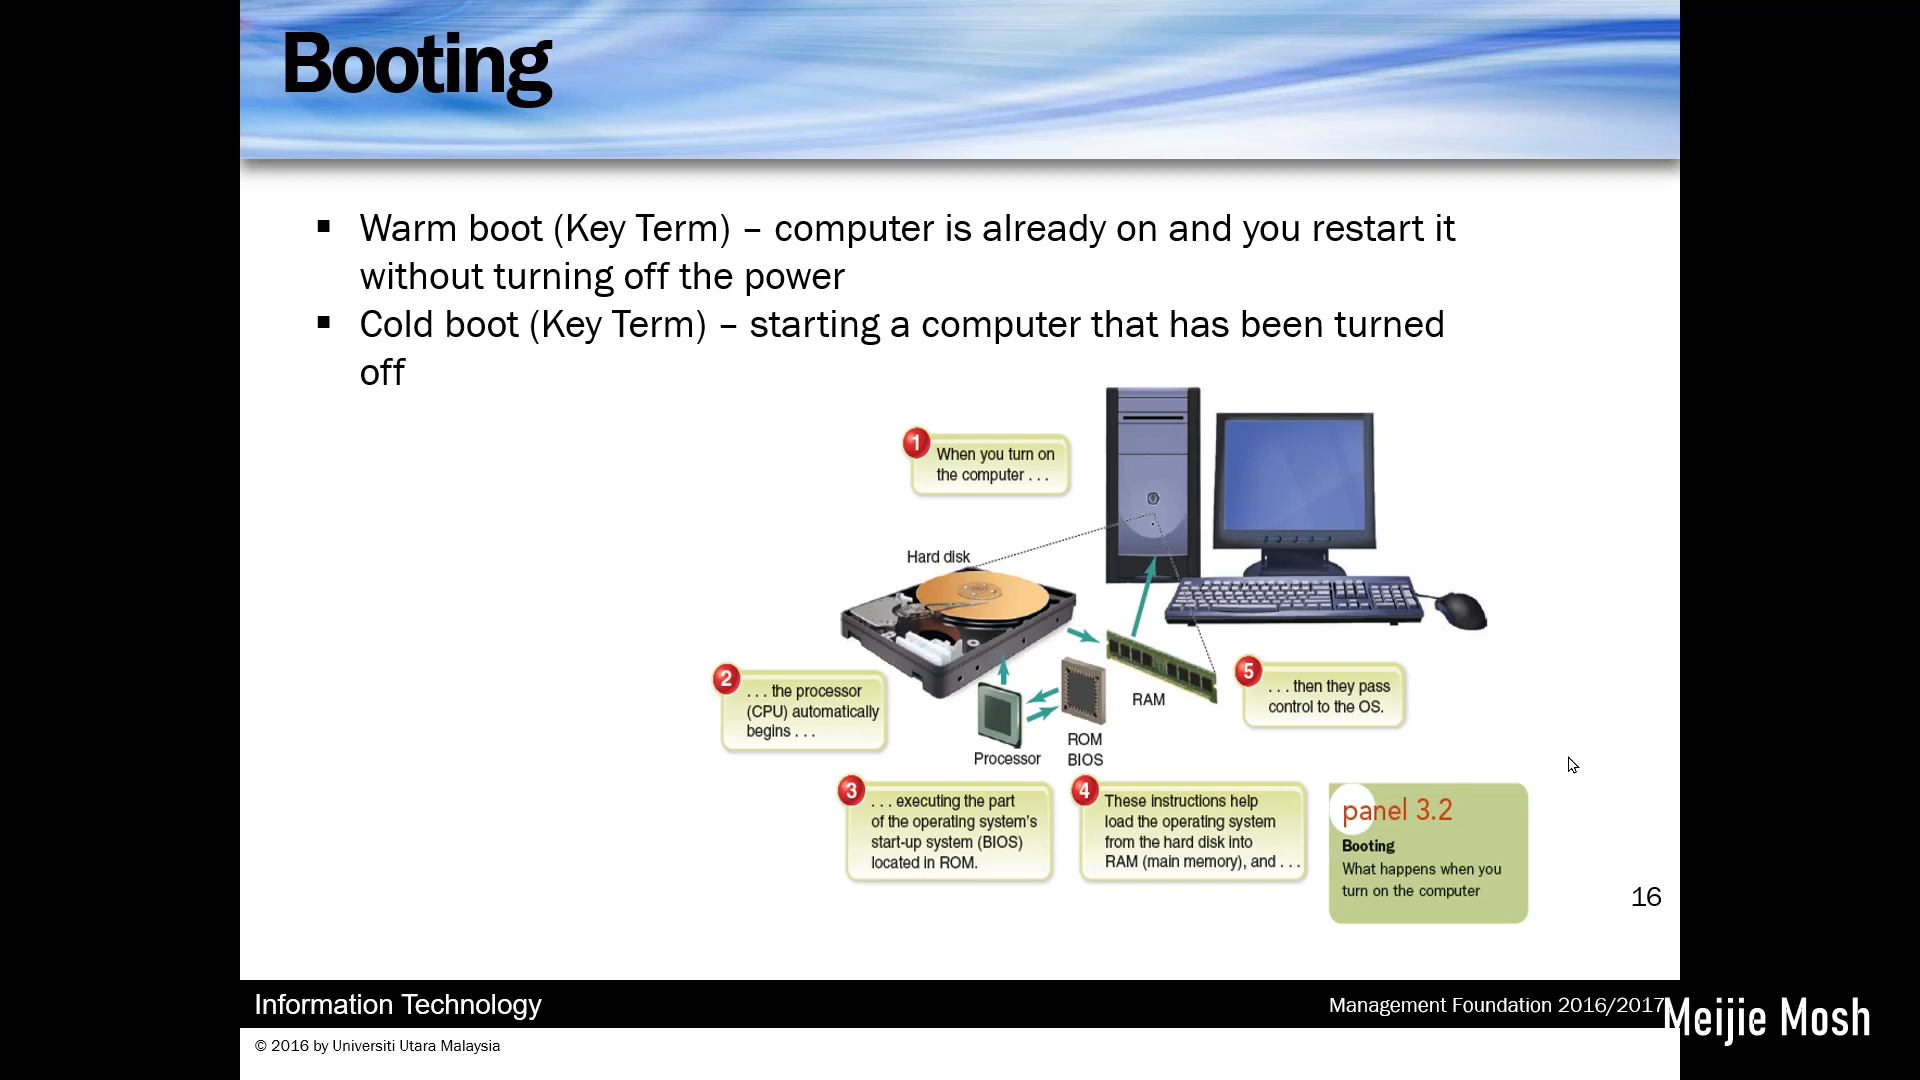 Booting
▪ Warm boot (Key Term) – computer is already on and you restart it
without turning off the power
▪ Cold boot (Key Term) – starting a computer that has been turned
off
1
When you turn on
the computer . . .
Hard disk
2
. . . the processor
(CPU) automatically
begins . . .
Processor
ROM
BIOS
RAM
5
. . . then they pass
control to the OS.
3
. . . executing the part
of the operating system's
start-up system (BIOS)
located in ROM.
4
These instructions help
load the operating system
from the hard disk into
RAM (main memory), and . . .
panel 3.2
Booting
What happens when you
turn on the computer
16
Information Technology
Management Foundation 2016/2017
Meijie Mosh
© 2016 by Universiti Utara Malaysia